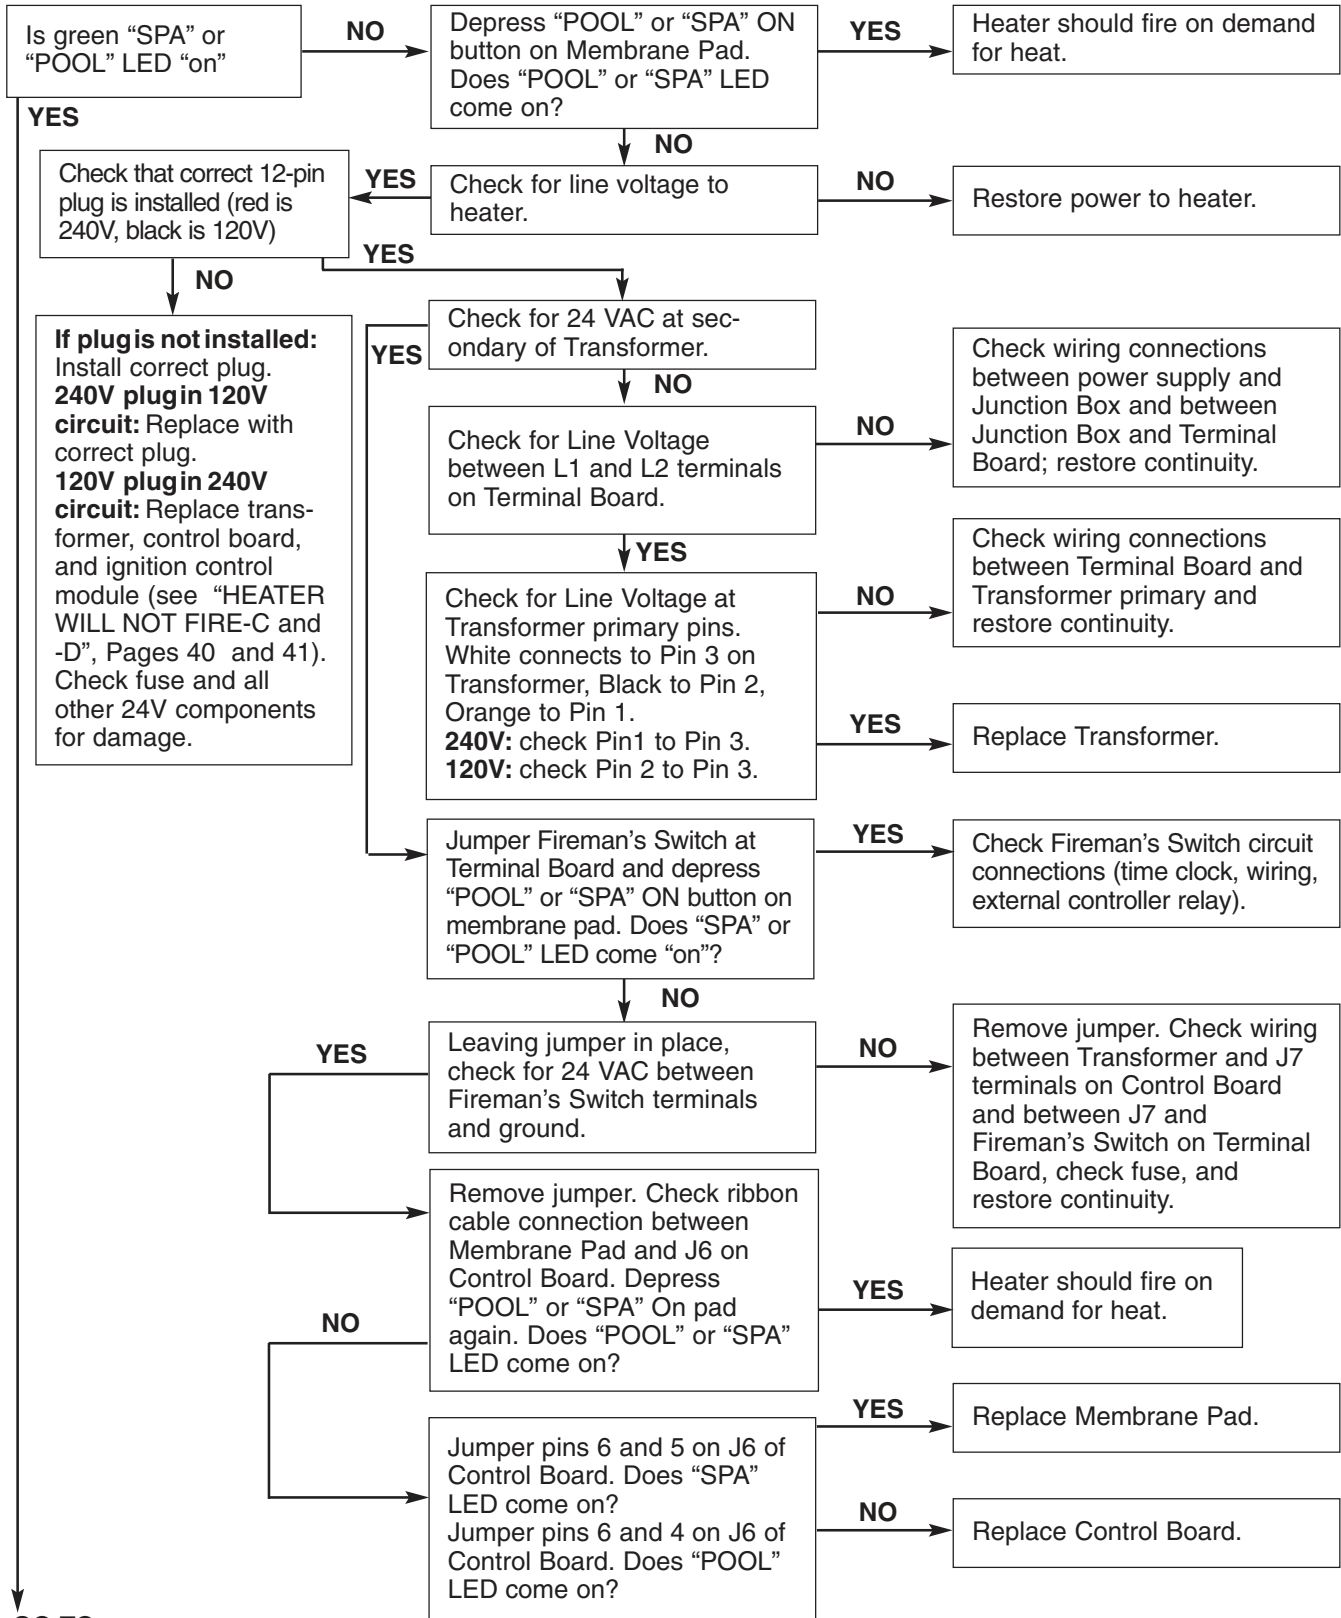 Is green “SPA” or
“POOL” LED “on”
NO
Depress “POOL” or “SPA” ON
button on Membrane Pad.
Does “POOL” or “SPA” LED
come on?
YES
Heater should fire on demand
for heat.
YES
NO
Check that correct 12-pin
plug is installed (red is
240V, black is 120V)
YES
Check for line voltage to
heater.
NO
Restore power to heater.
YES
NO
If plug is not installed:
Install correct plug.
240V plug in 120V
circuit: Replace with
correct plug.
120V plug in 240V
circuit: Replace trans-
former, control board,
and ignition control
module (see “HEATER
WILL NOT FIRE-C and
-D”, Pages 40 and 41).
Check fuse and all
other 24V components
for damage.
Check for 24 VAC at sec-
ondary of Transformer.
YES
NO
Check for Line Voltage
between L1 and L2 terminals
on Terminal Board.
NO
Check wiring connections
between power supply and
Junction Box and between
Junction Box and Terminal
Board; restore continuity.
YES
Check for Line Voltage at
Transformer primary pins.
White connects to Pin 3 on
Transformer, Black to Pin 2,
Orange to Pin 1.
240V: check Pin1 to Pin 3.
120V: check Pin 2 to Pin 3.
NO
Check wiring connections
between Terminal Board and
Transformer primary and
restore continuity.
YES
Replace Transformer.
Jumper Fireman’s Switch at
Terminal Board and depress
“POOL” or “SPA” ON button on
membrane pad. Does “SPA” or
“POOL” LED come “on”?
YES
Check Fireman’s Switch circuit
connections (time clock, wiring,
external controller relay).
NO
YES
Leaving jumper in place,
check for 24 VAC between
Fireman’s Switch terminals
and ground.
NO
Remove jumper. Check wiring
between Transformer and J7
terminals on Control Board
and between J7 and
Fireman’s Switch on Terminal
Board, check fuse, and
restore continuity.
Remove jumper. Check ribbon
cable connection between
Membrane Pad and J6 on
Control Board. Depress
“POOL” or “SPA” On pad
again. Does “POOL” or “SPA”
LED come on?
YES
Heater should fire on
demand for heat.
NO
Jumper pins 6 and 5 on J6 of
Control Board. Does “SPA”
LED come on?
Jumper pins 6 and 4 on J6 of
Control Board. Does “POOL”
LED come on?
YES
Replace Membrane Pad.
NO
Replace Control Board.